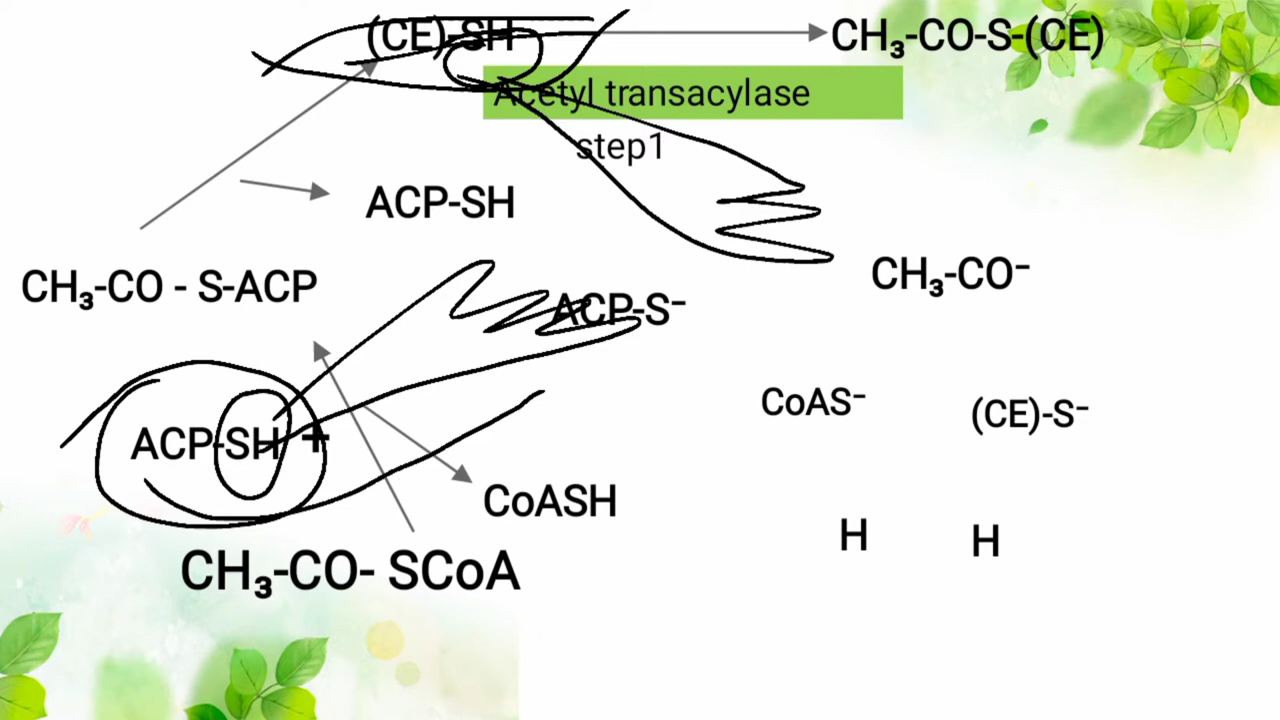 (CE)-SH
CH₃-CO-S-(CE)
Acetyl transacylase
step1
ACP-SH
CH₃-CO - S-ACP
CH₃-CO⁻
ACP-S⁻
CoAS⁻
(CE)-S⁻
ACP-SH +
CoASH
H
H
CH₃-CO- SCoA